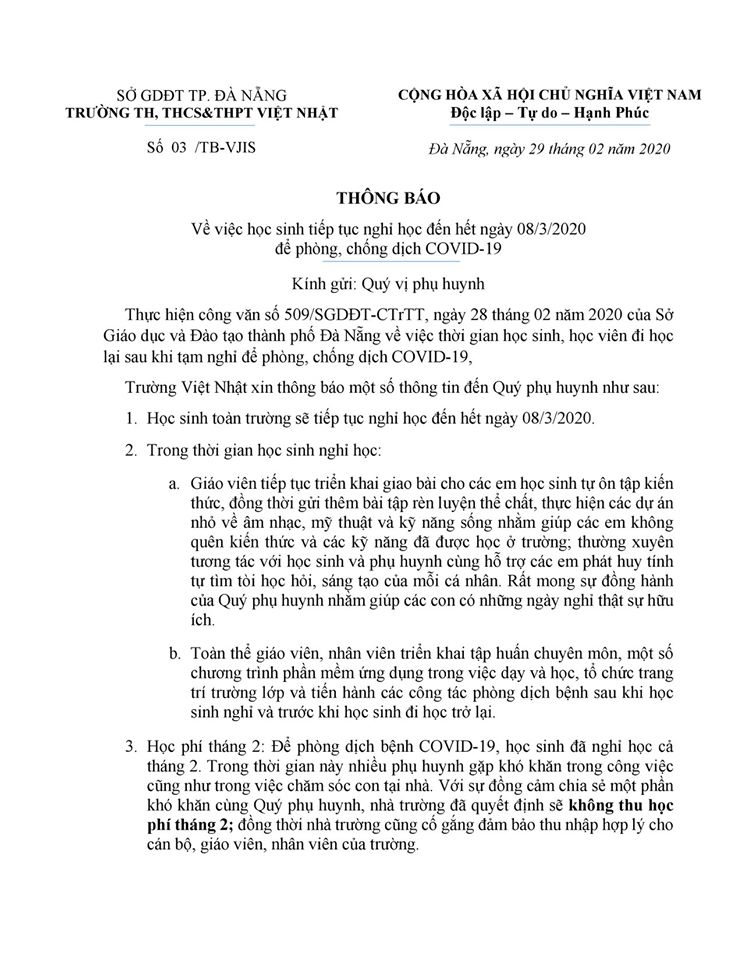 SỞ GDĐT TP. ĐÀ NẴNG
TRƯỜNG TH, THCS&THPT VIỆT NHẬT
Số 03 /TB-VJIS
CỘNG HÒA XÃ HỘI CHỦ NGHĨA VIỆT NAM
Độc lập – Tự do – Hạnh Phúc
Đà Nẵng, ngày 29 tháng 02 năm 2020
THÔNG BÁO
Về việc học sinh tiếp tục nghỉ học đến hết ngày 08/3/2020
để phòng, chống dịch COVID-19
Kính gửi: Quý vị phụ huynh
Thực hiện công văn số 509/SGDĐT-CTrTT, ngày 28 tháng 02 năm 2020 của Sở
Giáo dục và Đào tạo thành phố Đà Nẵng về việc thời gian học sinh, học viên đi học
lại sau khi tạm nghỉ để phòng, chống dịch COVID-19,
Trường Việt Nhật xin thông báo một số thông tin đến Quý phụ huynh như sau:
1. Học sinh toàn trường sẽ tiếp tục nghỉ học đến hết ngày 08/3/2020.
2. Trong thời gian học sinh nghỉ học:
a. Giáo viên tiếp tục triển khai giao bài cho các em học sinh tự ôn tập kiến
thức, đồng thời gửi thêm bài tập rèn luyện thể chất, thực hiện các dự án
nhỏ về âm nhạc, mỹ thuật và kỹ năng sống nhằm giúp các em không
quên kiến thức và các kỹ năng đã được học ở trường; thường xuyên
tương tác với học sinh và phụ huynh cùng hỗ trợ các em phát huy tính
tự tìm tòi học hỏi, sáng tạo của mỗi cá nhân. Rất mong sự đồng hành
của Quý phụ huynh nhằm giúp các con có những ngày nghỉ thật sự hữu
ích.
b. Toàn thể giáo viên, nhân viên triển khai tập huấn chuyên môn, một số
chương trình phần mềm ứng dụng trong việc dạy và học, tổ chức trang
trí trường lớp và tiến hành các công tác phòng dịch bệnh sau khi học
sinh nghỉ và trước khi học sinh đi học trở lại.
3. Học phí tháng 2: Để phòng dịch bệnh COVID-19, học sinh đã nghỉ học cả
tháng 2. Trong thời gian này nhiều phụ huynh gặp khó khăn trong công việc
cũng như trong việc chăm sóc con tại nhà. Với sự đồng cảm chia sẻ một phần
khó khăn cùng Quý phụ huynh, nhà trường đã quyết định sẽ không thu học
phí tháng 2; đồng thời nhà trường cũng cố gắng đảm bảo thu nhập hợp lý cho
cán bộ, giáo viên, nhân viên của trường.